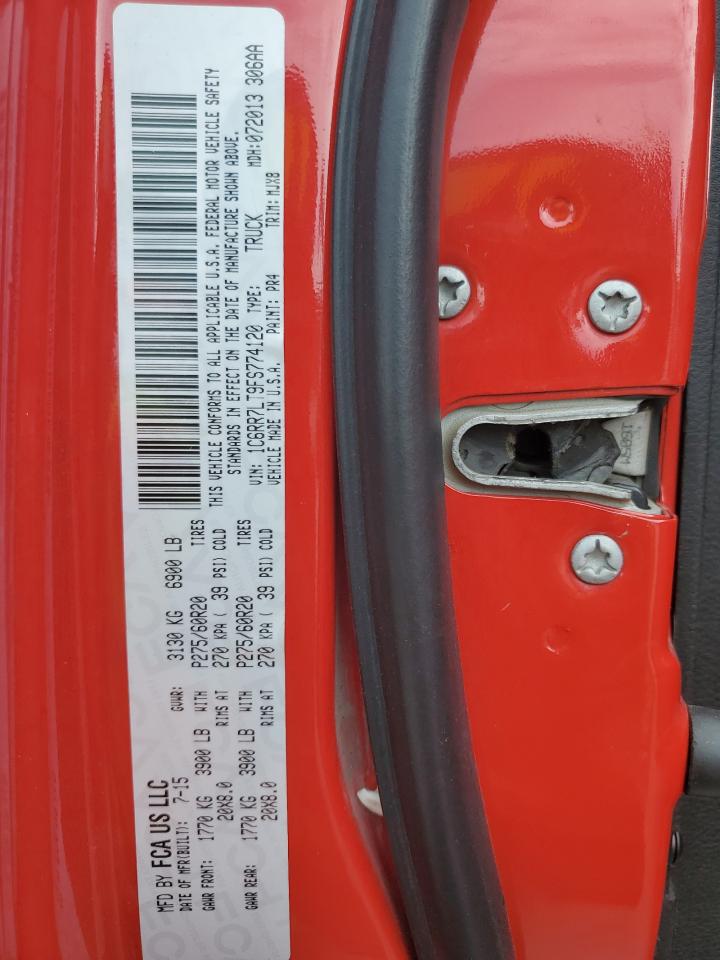 MFD BY FCA US LLC
DATE OF MFR(BUILT): 7-15 GVWR: 3130 KG 6900 LB
GAWR FRONT: 1770 KG 3900 LB WITH P275/60R20 TIRES
20X8.0 RIMS AT 270 KPA ( 39 PSI) COLD
GAWR REAR: 1770 KG 3900 LB WITH P275/60R20 TIRES
20X8.0 RIMS AT 270 KPA ( 39 PSI) COLD
THIS VEHICLE CONFORMS TO ALL APPLICABLE U.S.A. FEDERAL MOTOR VEHICLE SAFETY
STANDARDS IN EFFECT ON THE DATE OF MANUFACTURE SHOWN ABOVE.
VIN: 1C6RR7LT9FS774120 TYPE: TRUCK MDH:072013 306AA
VEHICLE MADE IN U.S.A. PAINT: PR4 TRIM: MJX8